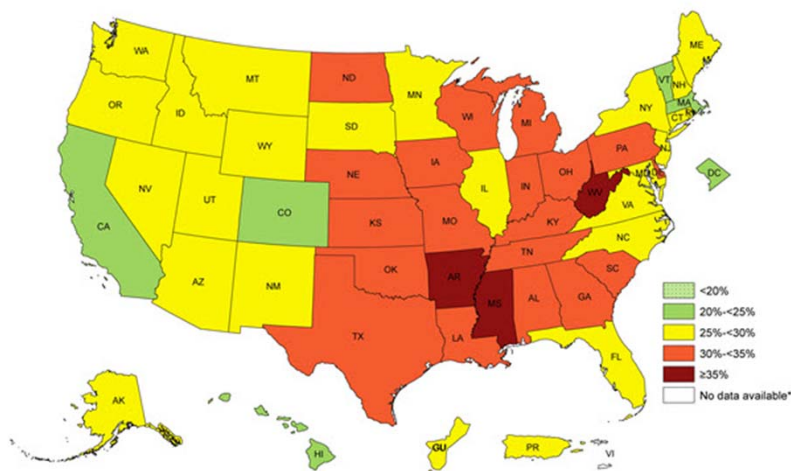 WA
MT
ND
MN
ME
OR
ID
SD
WI
MI
NY
VT
NH
MA
CT
WY
IA
NE
PA
NJ
NV
UT
CO
IL
IN
OH
MD
DC
CA
KS
MO
KY
WV
VA
AZ
NM
OK
AR
TN
NC
SC
TX
LA
MS
AL
GA
FL
AK
HI
GU
PR
VI
<20%
20%-<25%
25%-<30%
30%-<35%
≥35%
No data available*